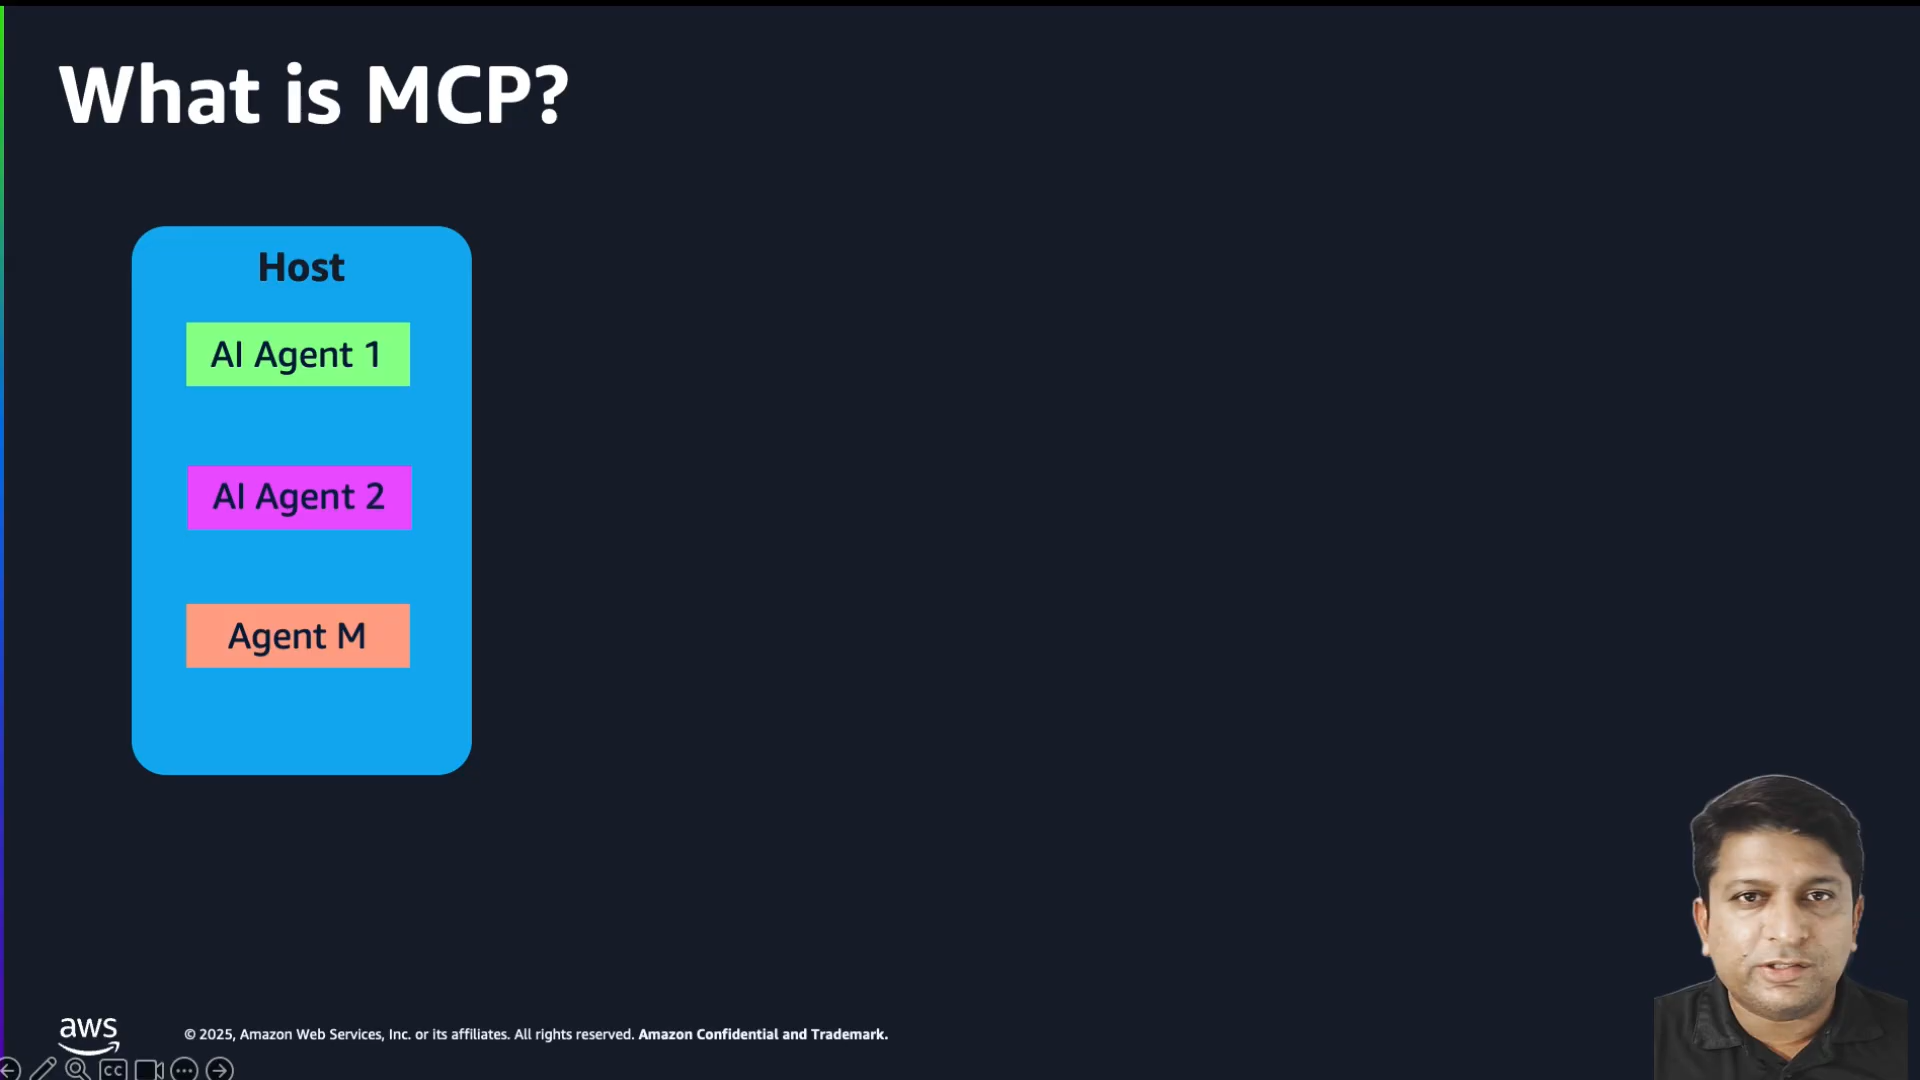 What is MCP?
Host
AI Agent 1
AI Agent 2
Agent M
aws
© 2025, Amazon Web Services, Inc. or its affiliates. All rights reserved. Amazon Confidential and Trademark.
CC